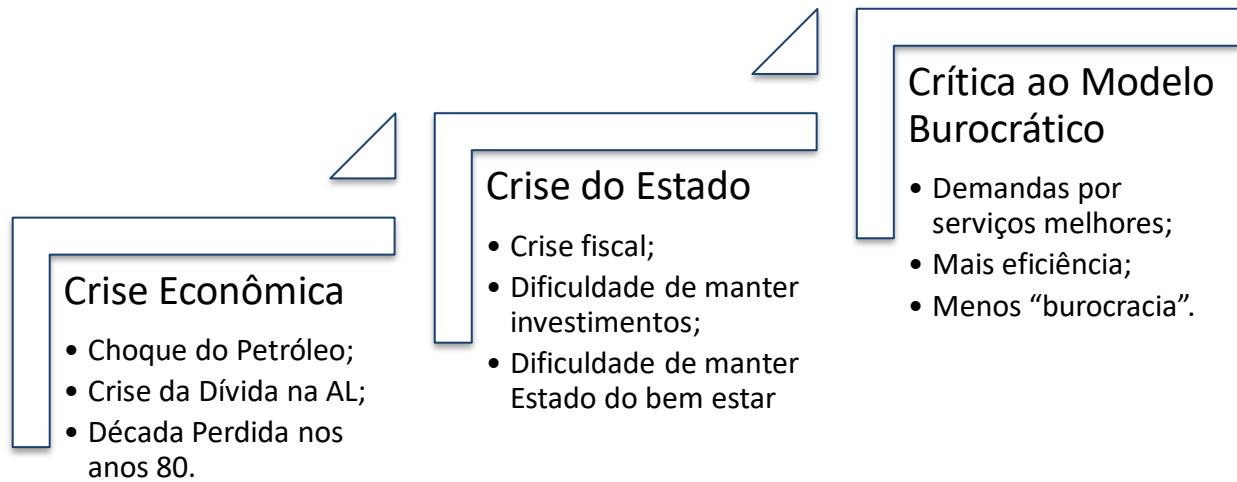 Crise Econômica
• Choque do Petróleo;
• Crise da Dívida na AL;
• Década Perdida nos
anos 80.
Crise do Estado
• Crise fiscal;
• Dificuldade de manter
investimentos;
• Dificuldade de manter
Estado do bem estar
Crítica ao Modelo
Burocrático
• Demandas por
serviços melhores;
• Mais eficiência;
• Menos “burocracia”.